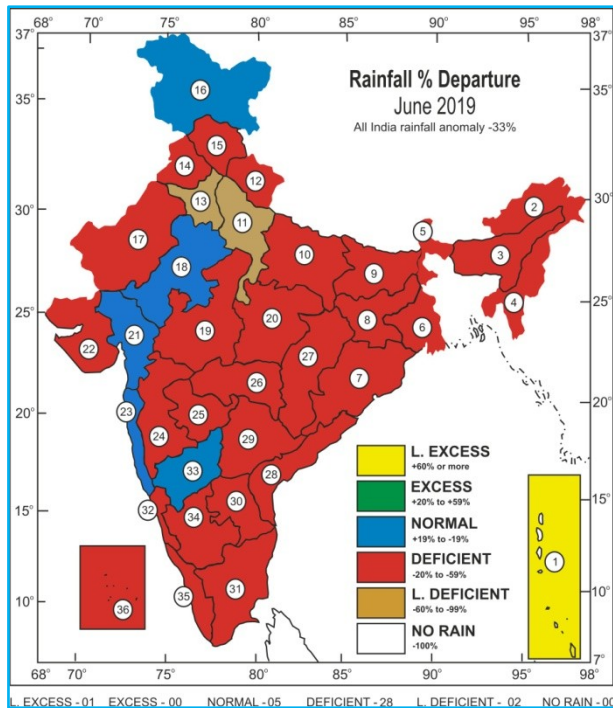 68° 70° 75° 80° 85° 90° 95° 98°
37° 37°
Rainfall % Departure
June 2019
All India rainfall anomaly -33%
35° 35°
30° 30°
25° 25°
20° 20°
15° 15°
10° 10°
7°
16
15
14
12
13
11
17
18
10
5
2
3
9
4
21
22
19
20
8
6
27
7
26
23
25
24
29
33
28
32
30
34
35
31
36
1
L. EXCESS
+60% or more
EXCESS
+20% to +59%
NORMAL
+19% to -19%
DEFICIENT
-20% to -59%
L. DEFICIENT
-60% to -99%
NO RAIN
-100%
68° 70° 75° 80° 85° 90° 95° 98°
L. EXCESS - 01 EXCESS - 00 NORMAL -05 DEFICIENT - 28 L. DEFICIENT - 02 NO RAIN - 00